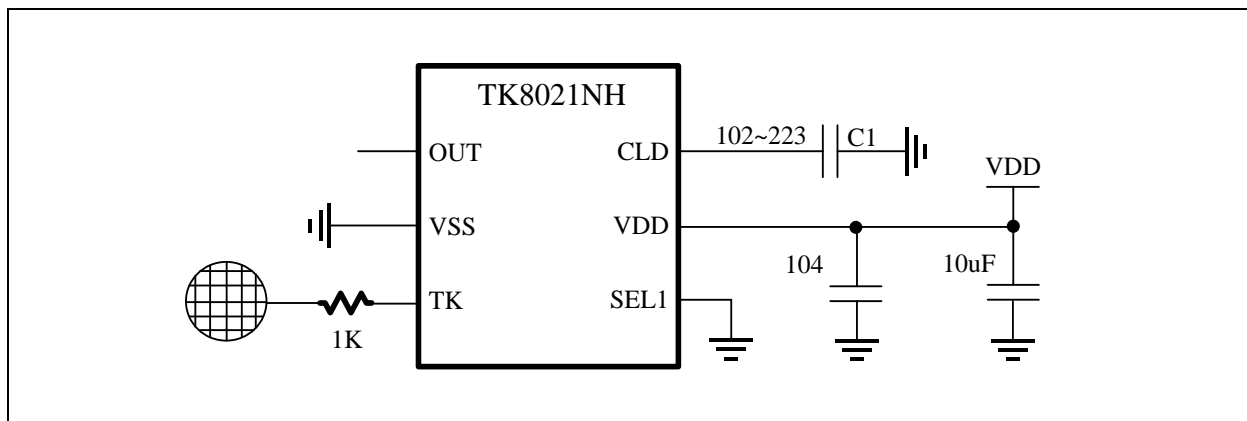 TK8021NH
OUT
CLD
102~223
C1
VDD
VSS
VDD
104
10uF
TK
SEL1
1K